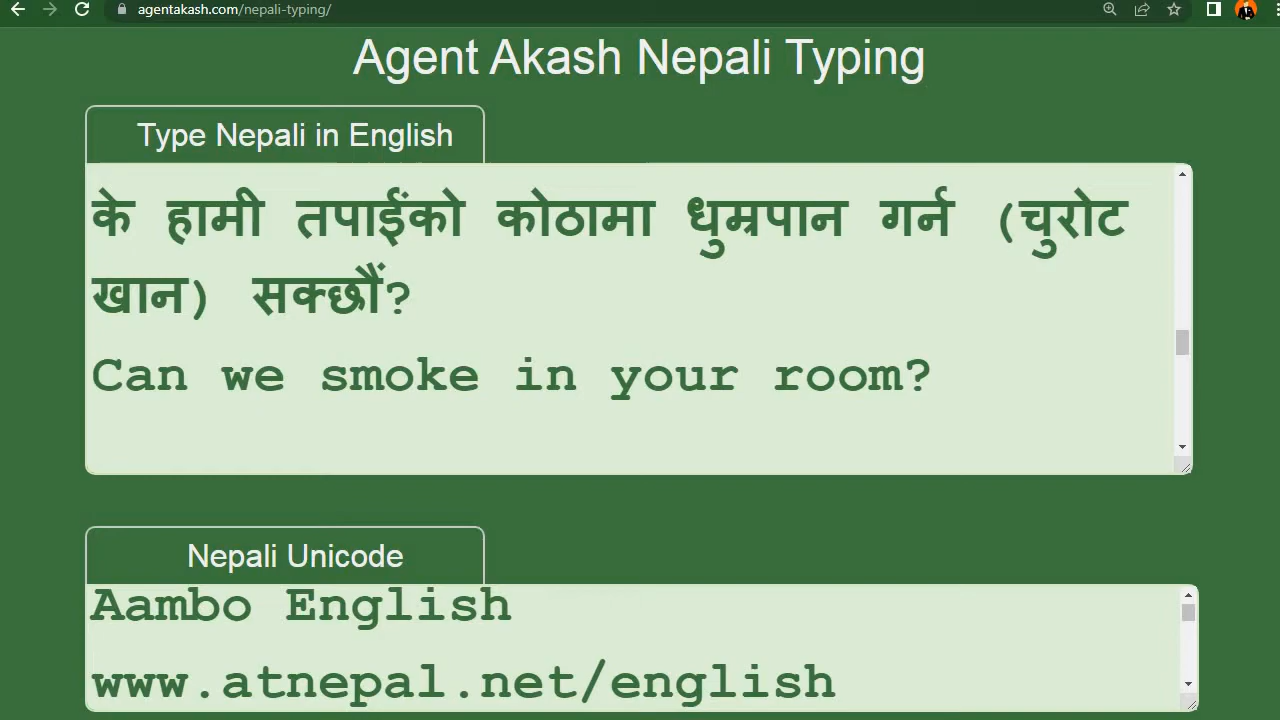 agentakash.com/nepali-typing/
Agent Akash Nepali Typing
Type Nepali in English
के हामी तपाईंको कोठामा धुम्रपान गर्न (चुरोट
खान) सक्छौं?
Can we smoke in your room?
Nepali Unicode
Aambo English
www.atnepal.net/english